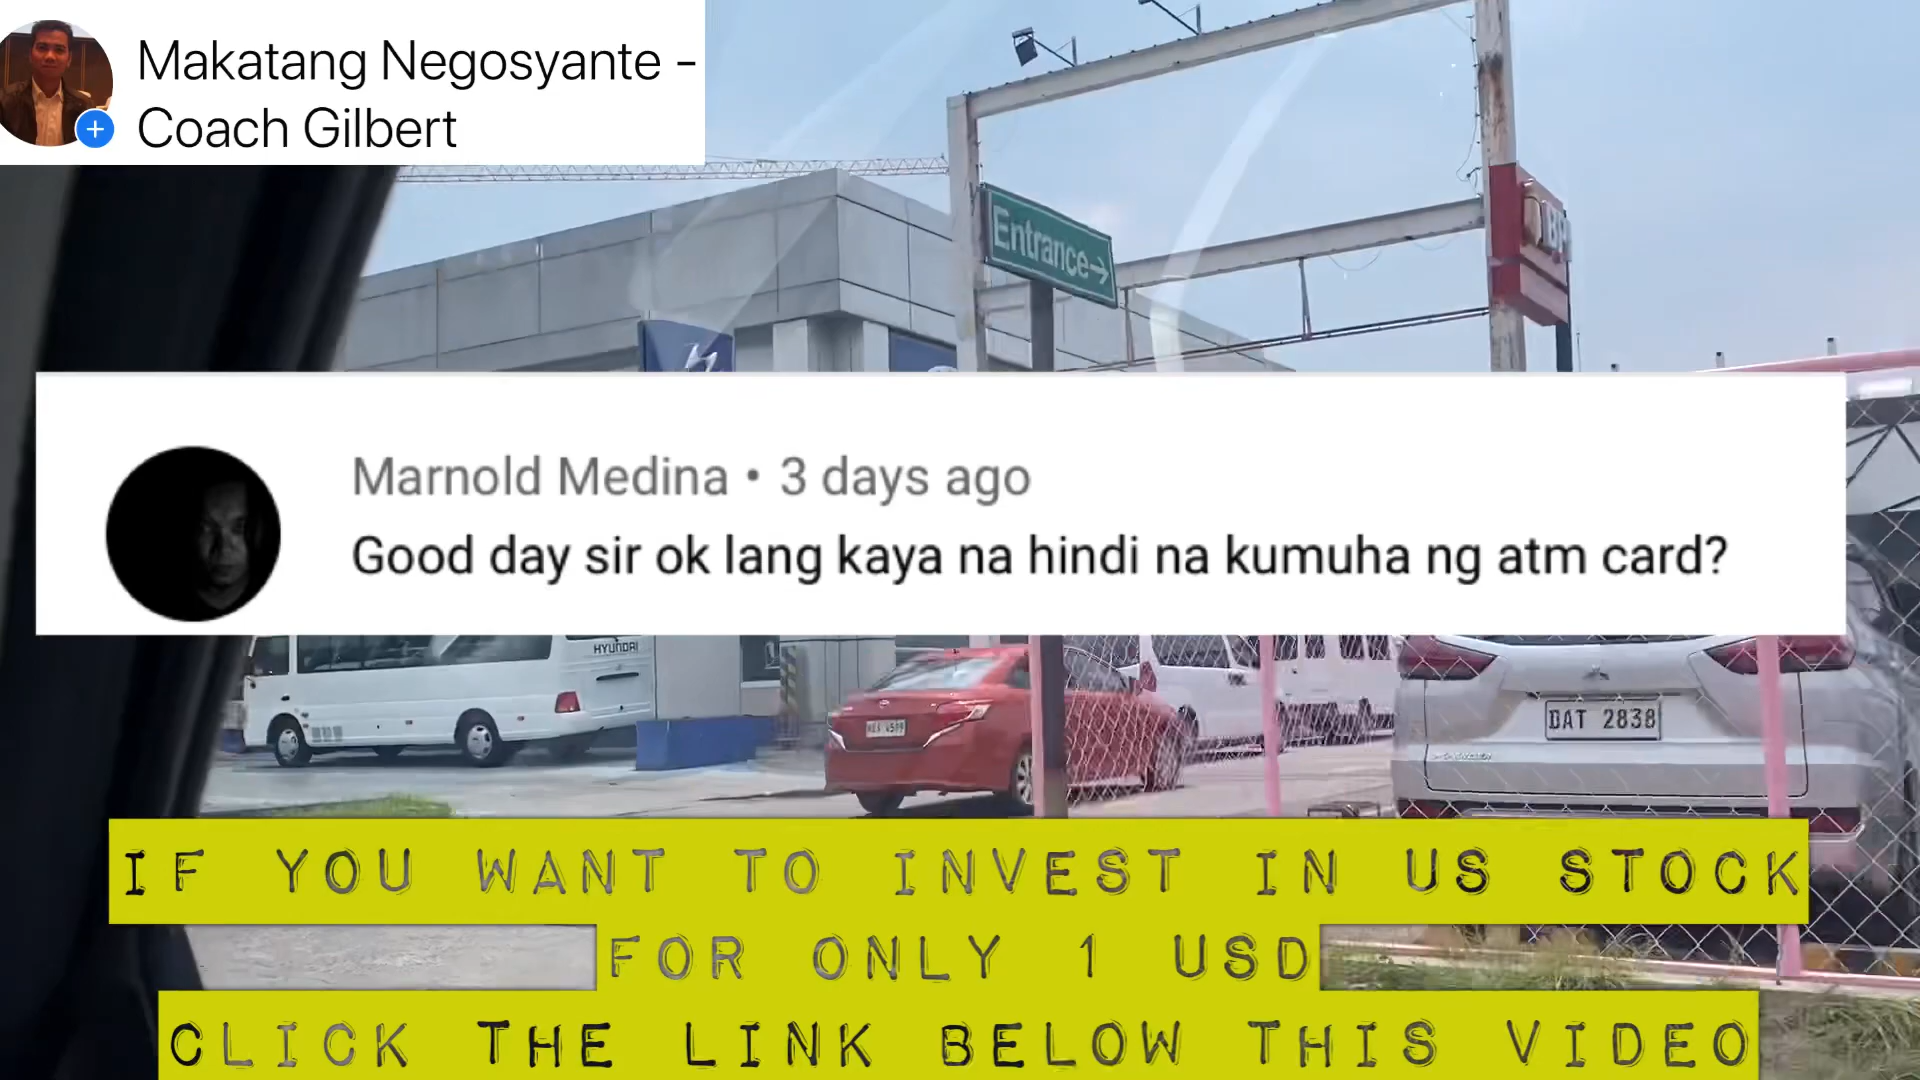 Makatang Negosyante -
Coach Gilbert
Entrance→
BPI
Marnold Medina • 3 days ago
Good day sir ok lang kaya na hindi na kumuha ng atm card?
HYUNDAI
DAT 2838
IF YOU WANT TO INVEST IN US STOCK
FOR ONLY 1 USD
CLICK THE LINK BELOW THIS VIDEO